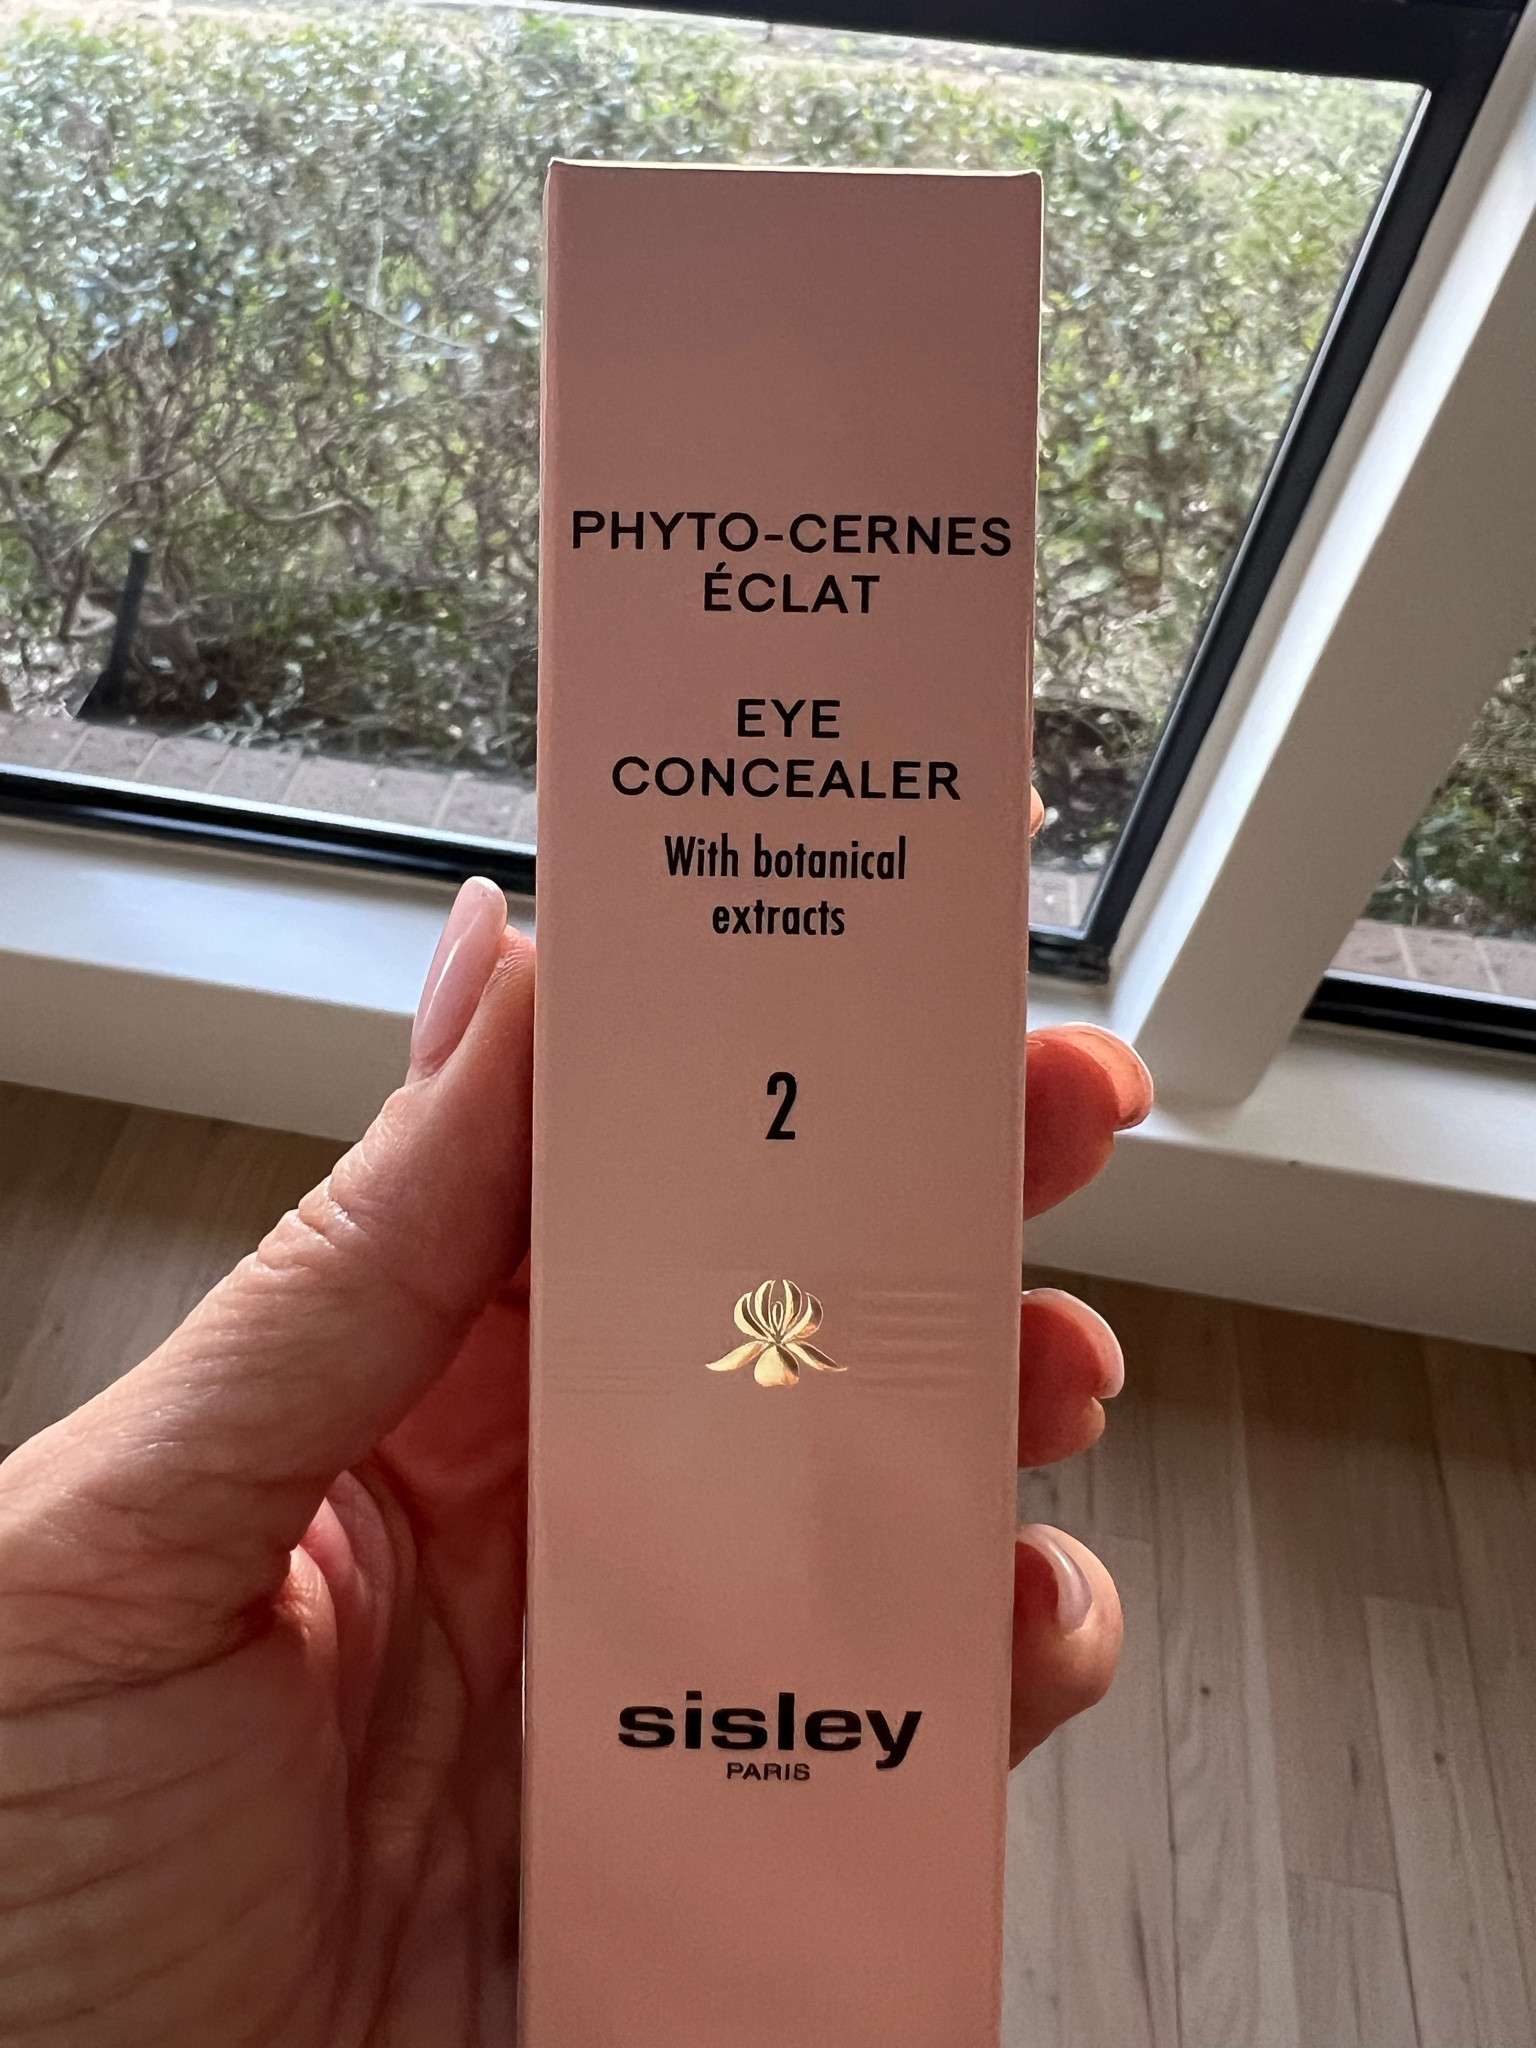 PHYTO-CERNES
ÉCLAT
EYE
CONCEALER
With botanical
extracts
2
sisley
PARIS